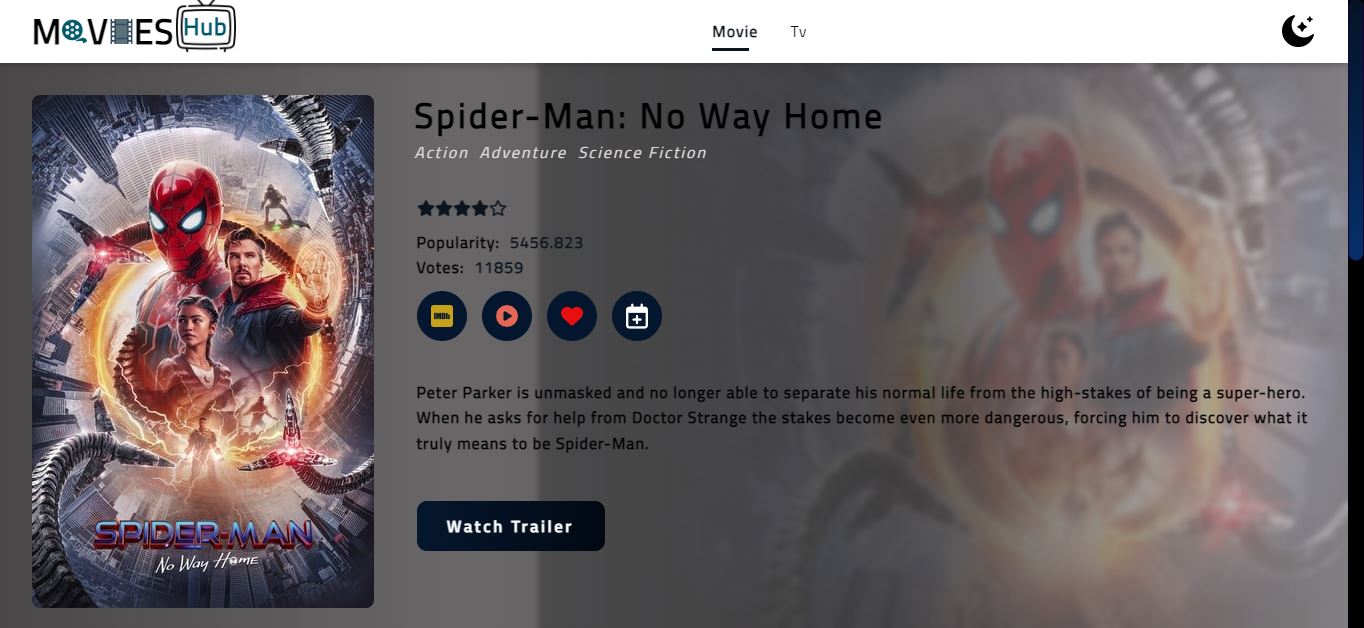 MOVIES Hub
Movie Tv
Spider-Man: No Way Home
Action Adventure Science Fiction
Popularity: 5456.823
Votes: 11859
IMDb
Peter Parker is unmasked and no longer able to separate his normal life from the high-stakes of being a super-hero.
When he asks for help from Doctor Strange the stakes become even more dangerous, forcing him to discover what it
truly means to be Spider-Man.
Watch Trailer
SPIDER-MAN
No Way Home